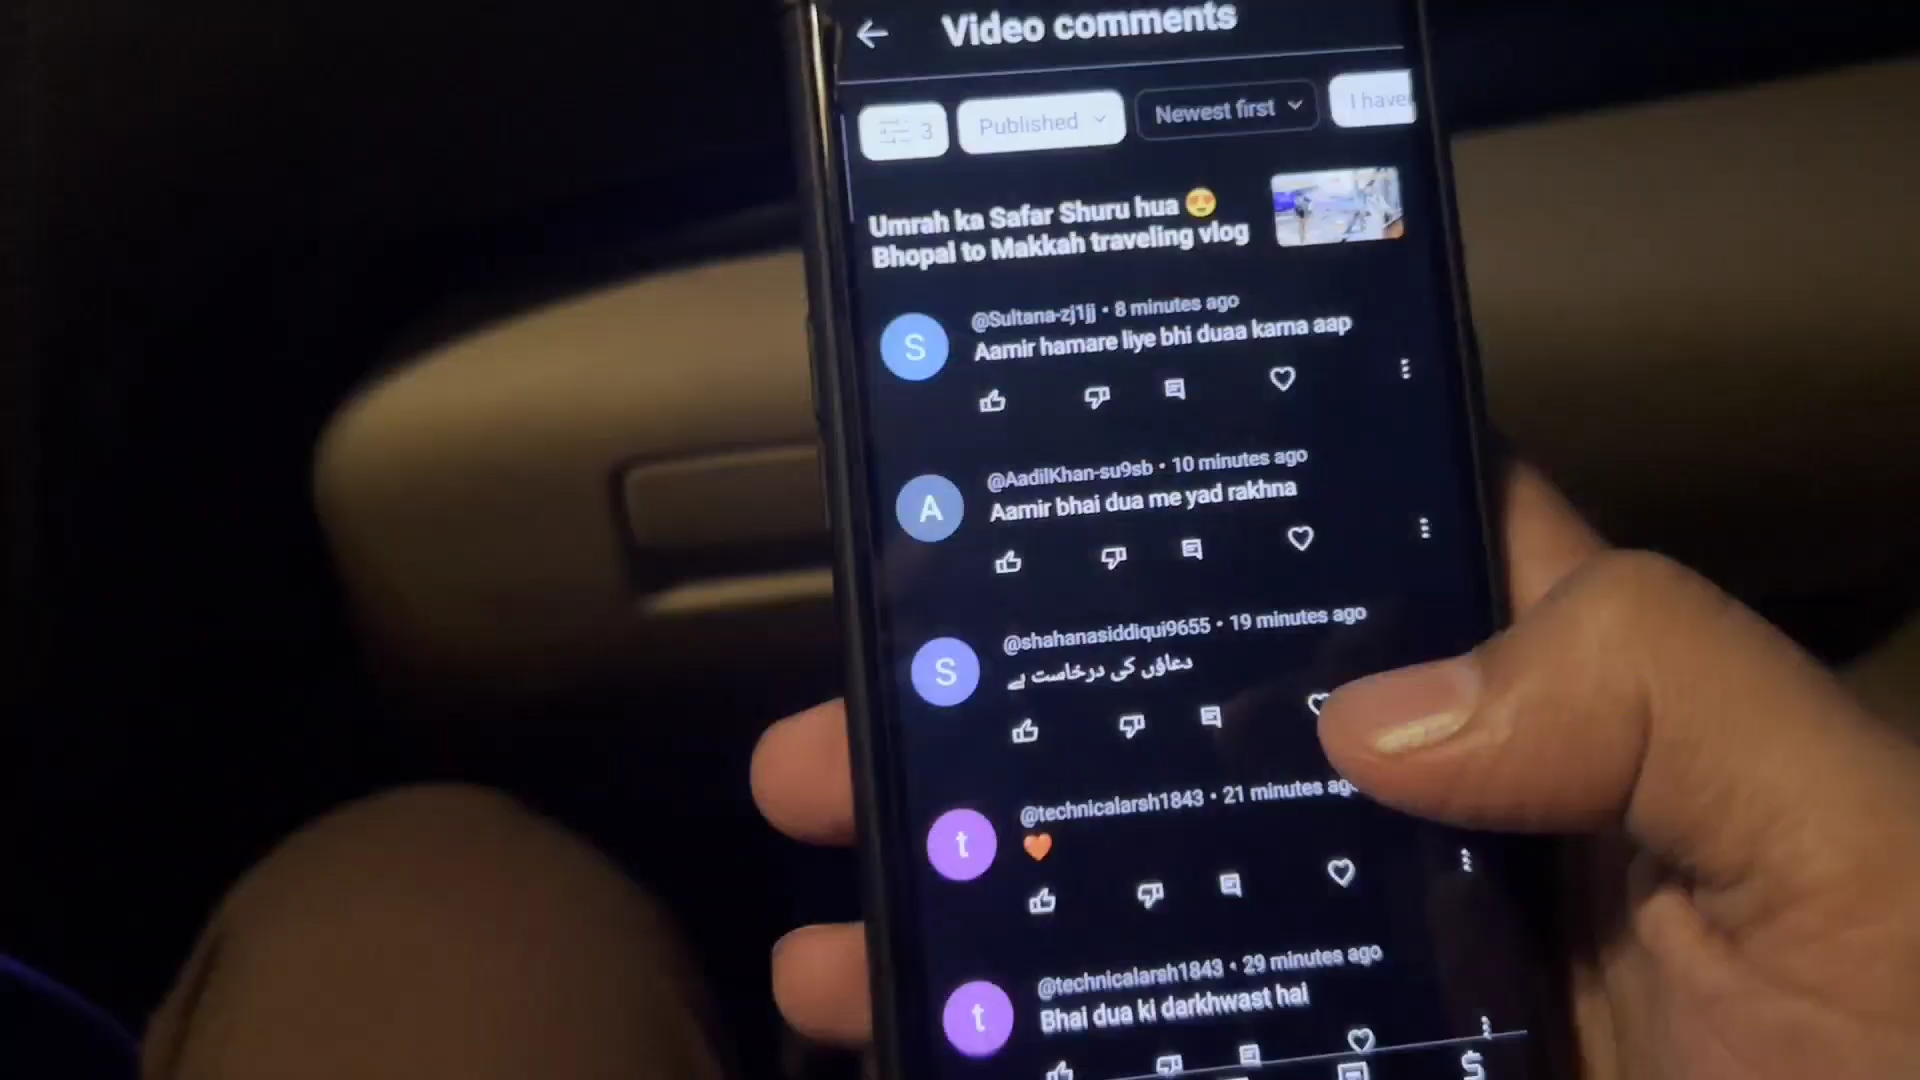 Video comments
3
Published
Newest first
I have
Umrah ka Safar Shuru hua 😍
Bhopal to Makkah traveling vlog
S
@Sultana-zj1jj • 8 minutes ago
Aamir hamare liye bhi duaa karna aap
A
@AadilKhan-su9sb • 10 minutes ago
Aamir bhai dua me yad rakhna
S
@shahanasiddiqui9655 • 19 minutes ago
دعاؤں کی درخاست ہے
t
@technicalarsh1843 • 21 minutes ago
🧡
t
@technicalarsh1843 • 29 minutes ago
Bhai dua ki darkhwast hai